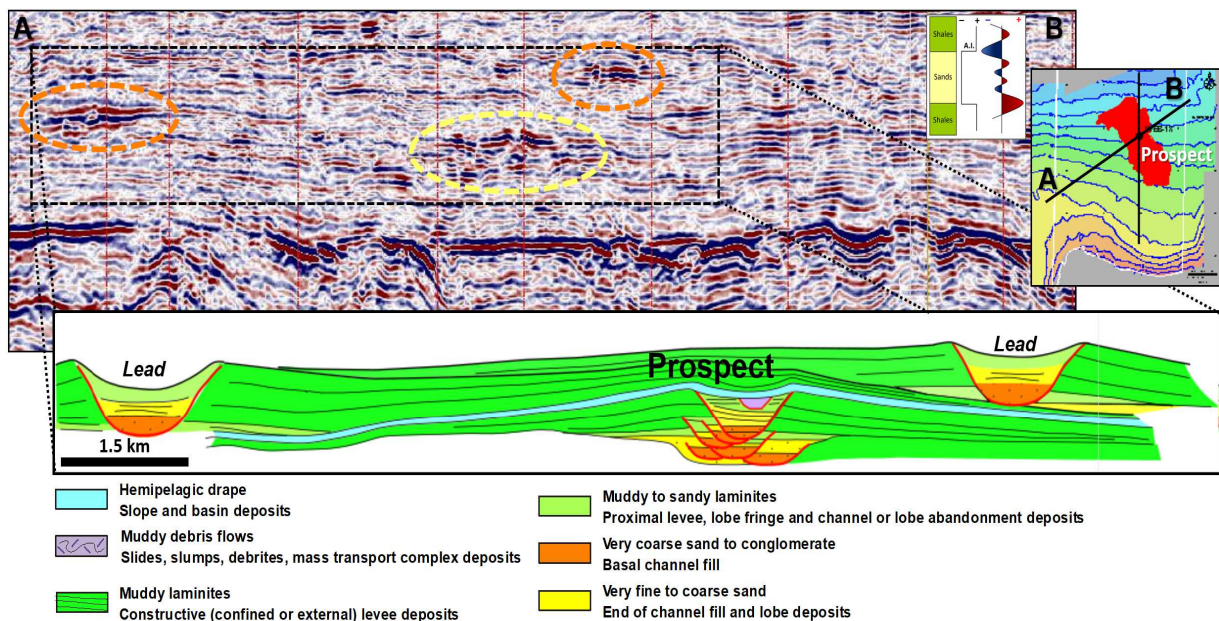 A
B
- + - +
Shales
A.I.
Sands
Shales
B
A
Prospect
Lead
Prospect
Lead
1.5 km
Hemipelagic drape
Slope and basin deposits
Muddy debris flows
Slides, slumps, debrites, mass transport complex deposits
Muddy laminites
Constructive (confined or external) levee deposits
Muddy to sandy laminites
Proximal levee, lobe fringe and channel or lobe abandonment deposits
Very coarse sand to conglomerate
Basal channel fill
Very fine to coarse sand
End of channel fill and lobe deposits